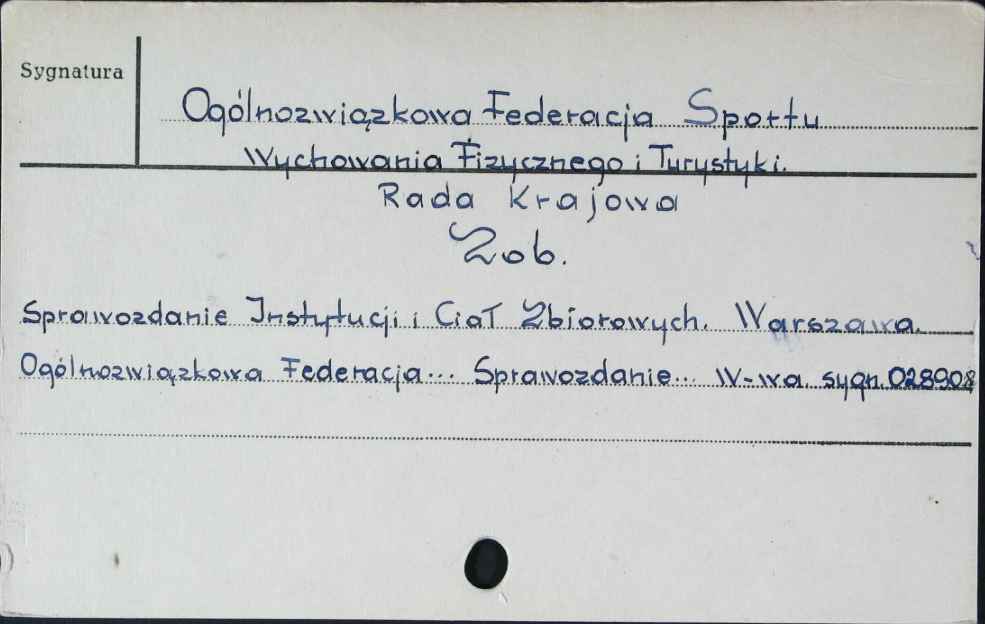 Sygnatura
Ogólnozwiązkowa Federacja Sportu
Wychowania Fizycznego i Turystyki.
Rada Krajowa
Zob.
Sprawozdanie Instytucji i Ciał Zbiorowych. Warszawa.
Ogólnozwiązkowa Federacja... Sprawozdanie... W-wa. sygn. 028908